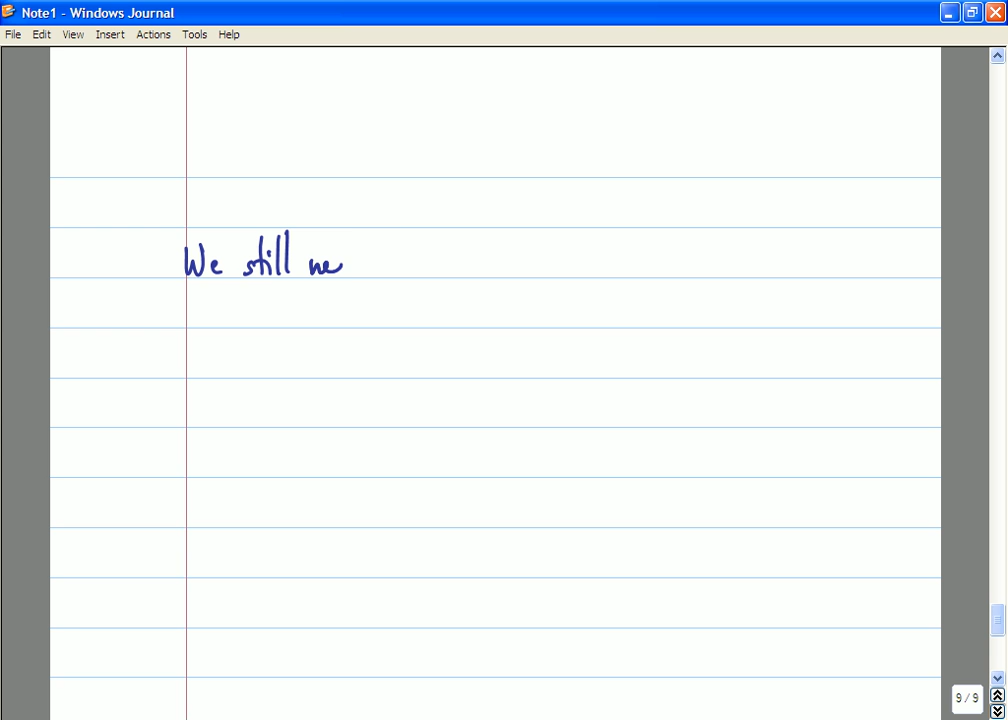 Note1 - Windows Journal
File Edit View Insert Actions Tools Help
We still ne
9/9